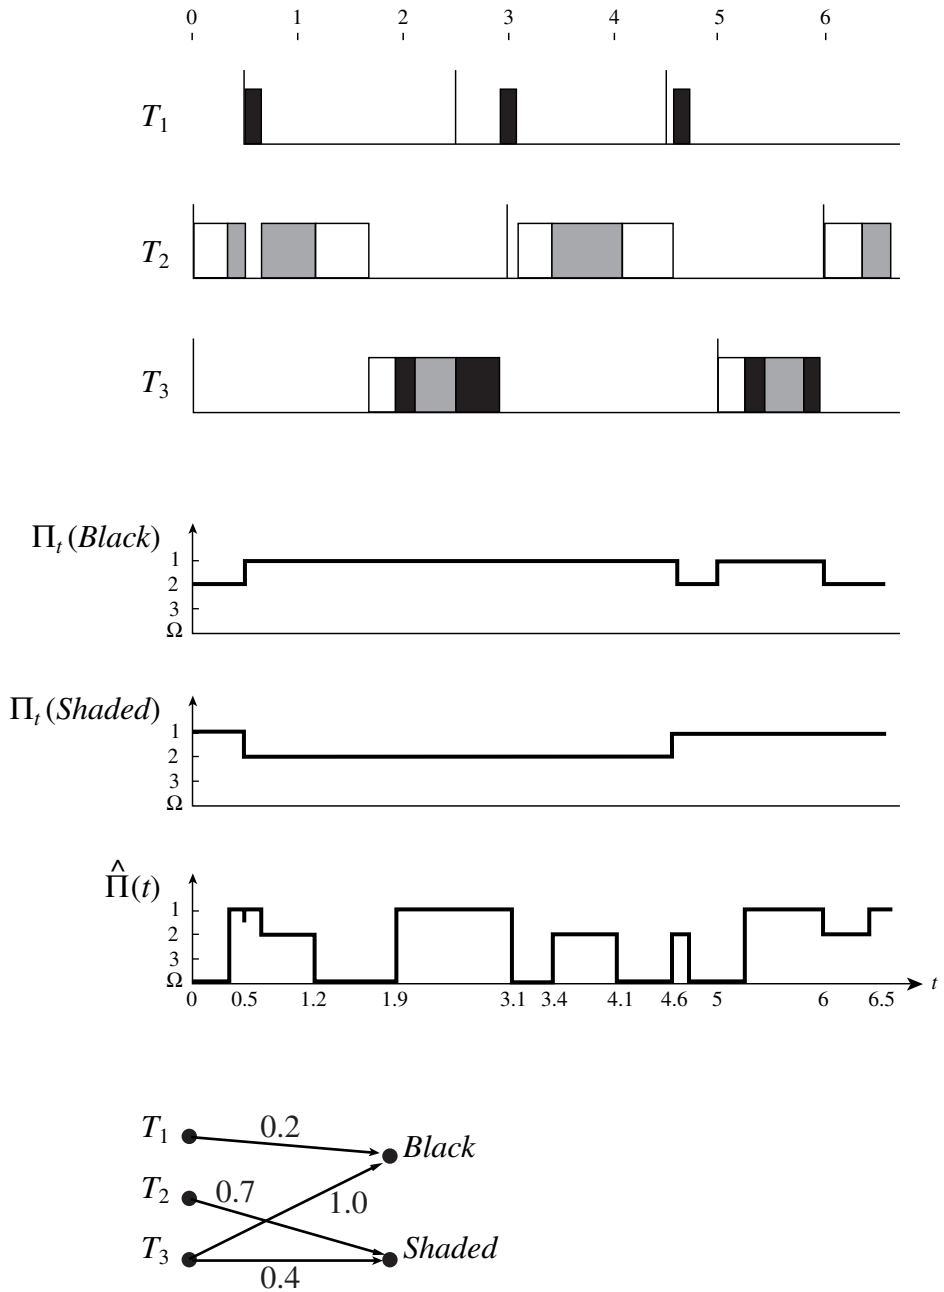 0 1 2 3 4 5 6
T1
T2
T3
Πt (Black)
1
2
3
Ω
Πt (Shaded)
1
2
3
Ω
Π̂(t)
1
2
3
Ω
t
0 0.5 1.2 1.9 3.1 3.4 4.1 4.6 5 6 6.5
T1
0.2
Black
T2
0.7
1.0
T3
Shaded
0.4